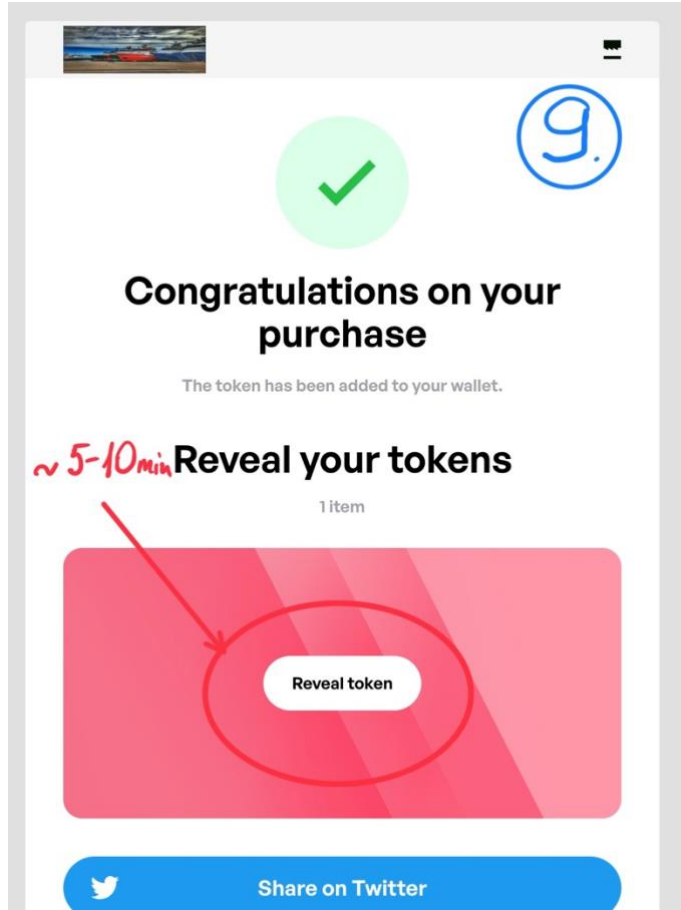 9.
Congratulations on your
purchase
The token has been added to your wallet.
~ 5-10min
Reveal your tokens
1 item
Reveal token
Share on Twitter